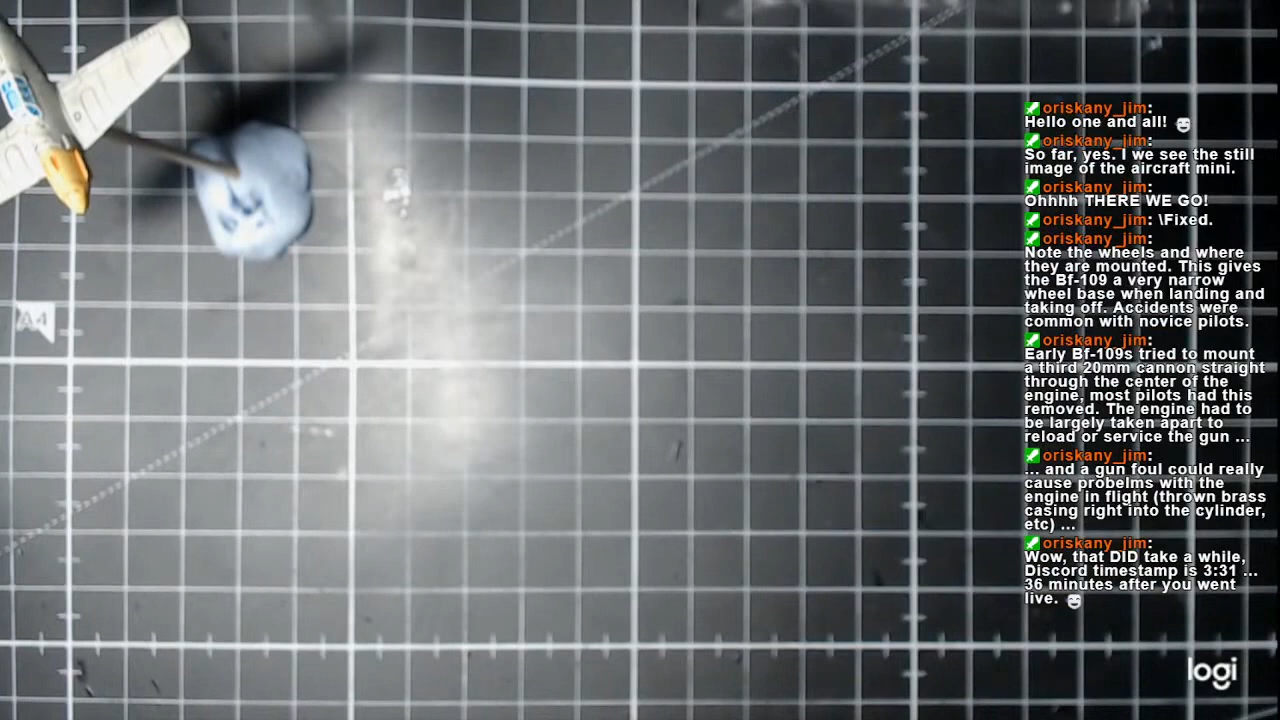 A4
oriskany_jim:
Hello one and all!
oriskany_jim:
So far, yes. I we see the still
image of the aircraft mini.
oriskany_jim:
Ohhhh THERE WE GO!
oriskany_jim: \Fixed.
oriskany_jim:
Note the wheels and where
they are mounted. This gives
the Bf-109 a very narrow
wheel base when landing and
taking off. Accidents were
common with novice pilots.
oriskany_jim:
Early Bf-109s tried to mount
a third 20mm cannon straight
through the center of the
engine, most pilots had this
removed. The engine had to
be largely taken apart to
reload or service the gun ...
oriskany_jim:
... and a gun foul could really
cause probelms with the
engine in flight (thrown brass
casing right into the cylinder,
etc) ...
oriskany_jim:
Wow, that DID take a while,
Discord timestamp is 3:31 ...
36 minutes after you went
live.
logi